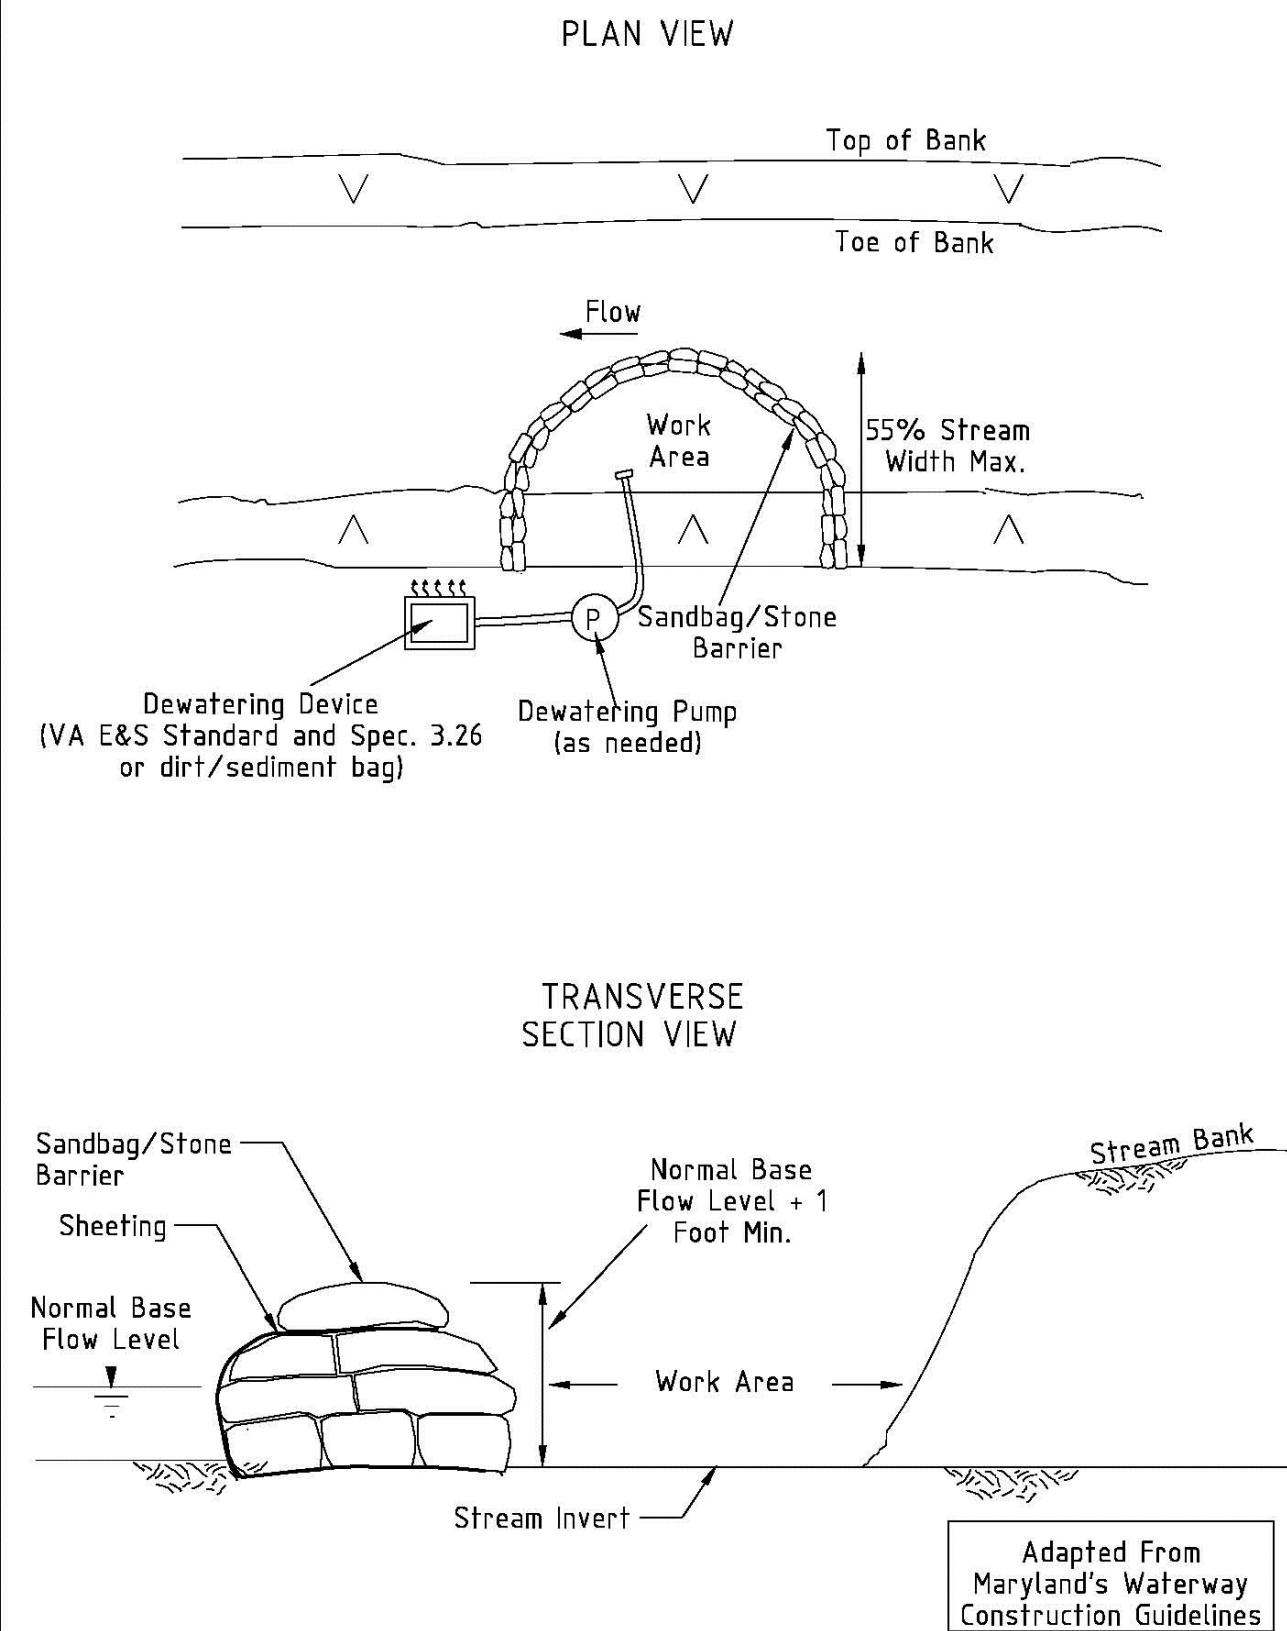 PLAN VIEW
Top of Bank
Toe of Bank
Flow
Work
Area
55% Stream
Width Max.
P
Sandbag/Stone
Barrier
Dewatering Device
(VA E&S Standard and Spec. 3.26
or dirt/sediment bag)
Dewatering Pump
(as needed)
TRANSVERSE
SECTION VIEW
Sandbag/Stone
Barrier
Sheeting
Normal Base
Flow Level
Normal Base
Flow Level + 1
Foot Min.
Stream Bank
Work Area
Stream Invert
Adapted From
Maryland's Waterway
Construction Guidelines